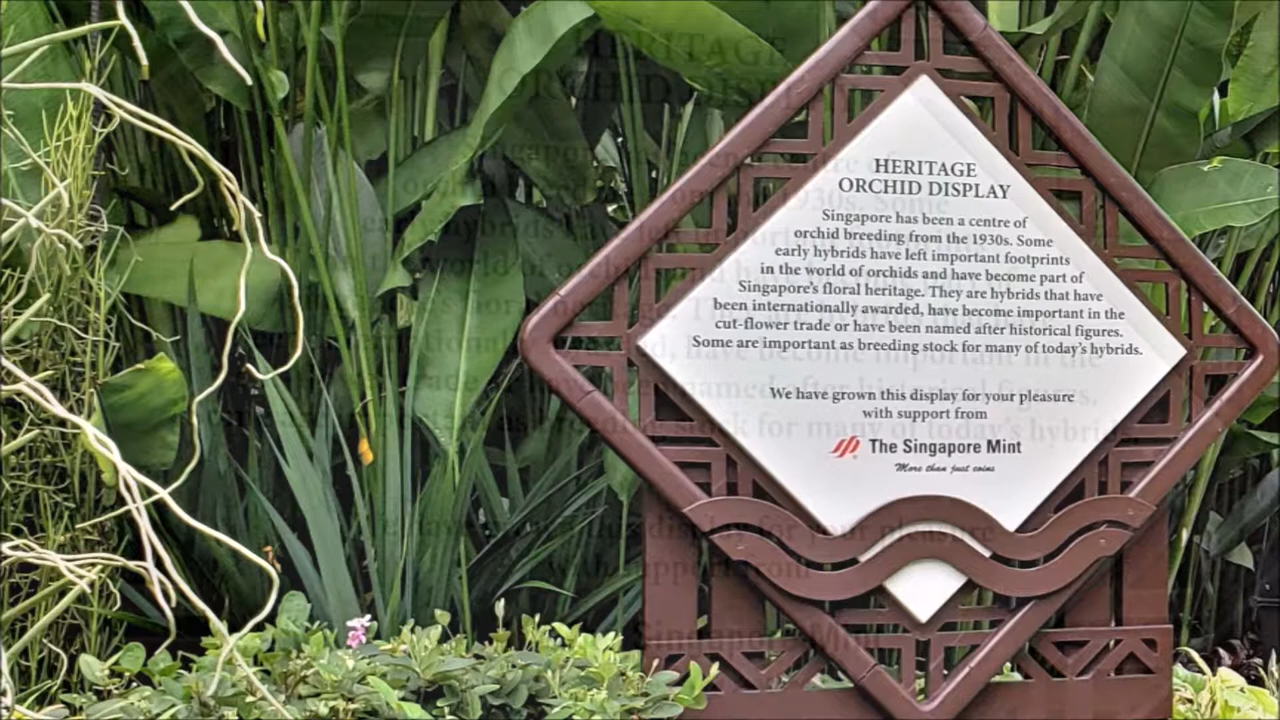 HERITAGE
ORCHID DISPLAY
Singapore has been a centre of
orchid breeding from the 1930s. Some
early hybrids have left important footprints
in the world of orchids and have become part of
Singapore's floral heritage. They are hybrids that have
been internationally awarded, have become important in the
cut-flower trade or have been named after historical figures.
Some are important as breeding stock for many of today's hybrids.
We have grown this display for your pleasure
with support from
The Singapore Mint
More than just coins